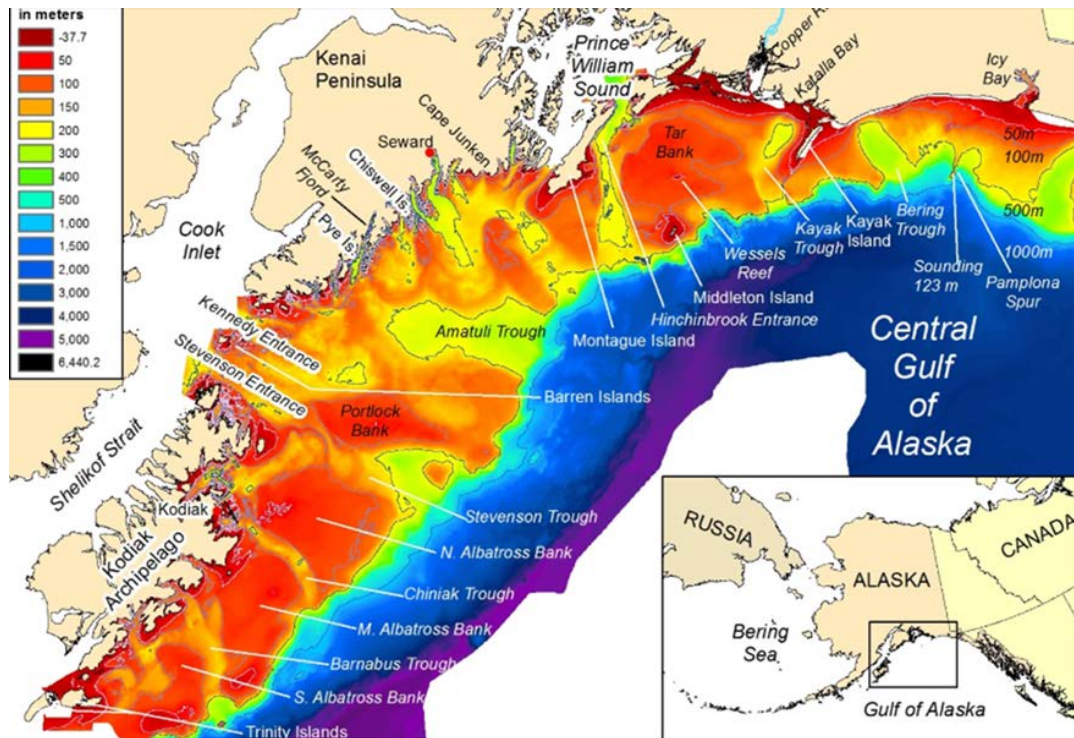 in meters
-37.7
50
100
150
200
300
400
500
1,000
1,500
2,000
3,000
4,000
5,000
6,440.2
Kenai
Peninsula
Prince
William
Sound
Copper
Katalla Bay
Icy
Bay
Cape Junken
Seward
McCarty
Fjord
Chiswell Is.
Pye Is.
Tar
Bank
50m
100m
500m
1000m
Cook
Inlet
Kennedy Entrance
Stevenson Entrance
Amatuli Trough
Montague Island
Hinchinbrook Entrance
Middleton Island
Wessels
Reef
Kayak
Trough
Kayak
Island
Bering
Trough
Sounding
123 m
Pamplona
Spur
Central
Gulf
of
Alaska
Barren Islands
Portlock
Bank
Shelikof Strait
Kodiak
Kodiak
Archipelago
Stevenson Trough
N. Albatross Bank
Chiniak Trough
M. Albatross Bank
Barnabus Trough
S. Albatross Bank
Trinity Islands
RUSSIA
ALASKA
CANADA
Bering
Sea
Gulf of Alaska